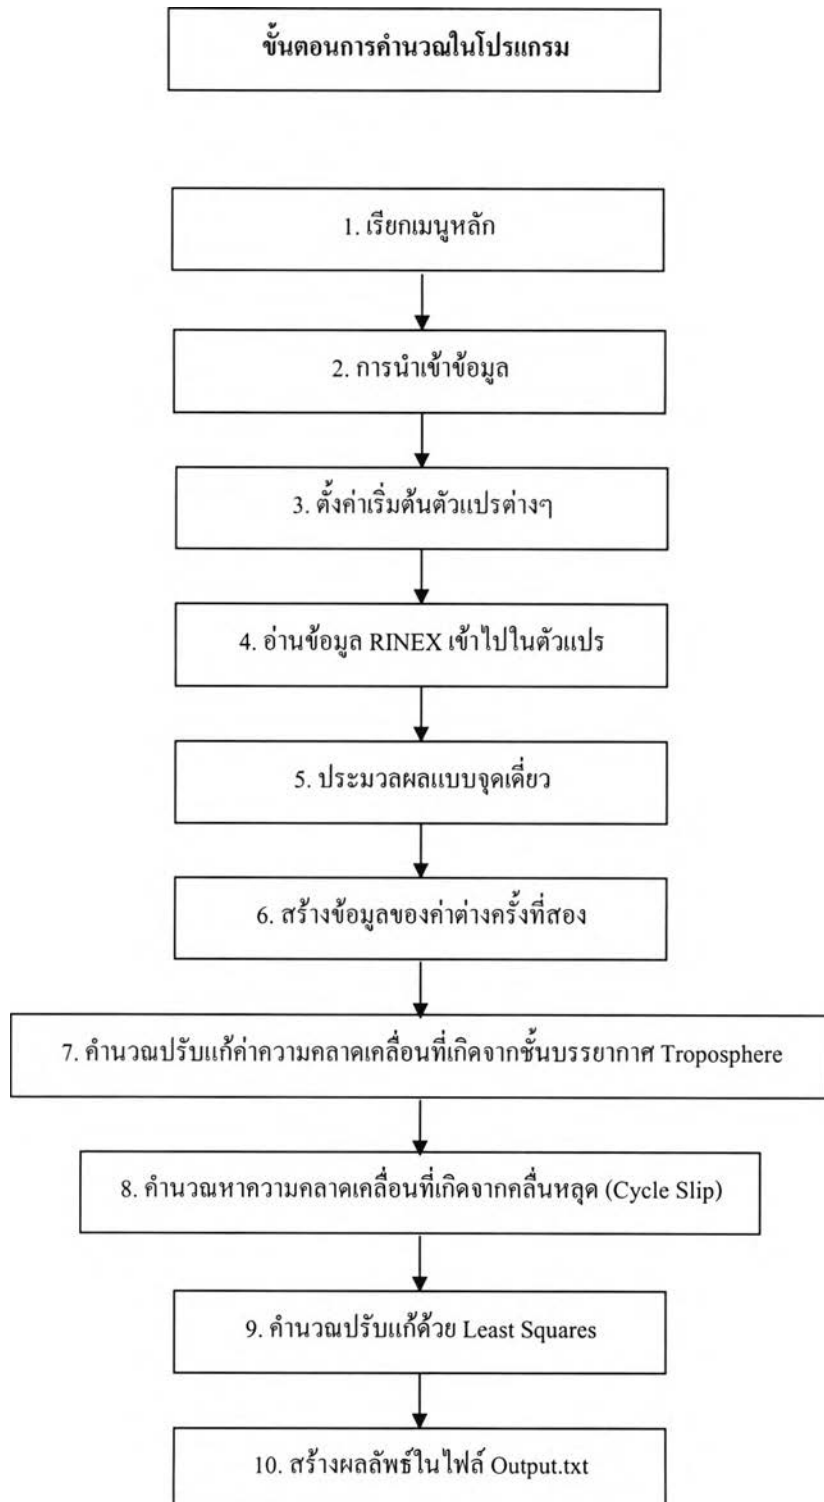 ขั้นตอนการคำนวณในโปรแกรม
1. เรียกเมนูหลัก
2. การนำเข้าข้อมูล
3. ตั้งค่าเริ่มต้นตัวแปรต่างๆ
4. อ่านข้อมูล RINEX เข้าไปในตัวแปร
5. ประมวลผลแบบจุดเดี่ยว
6. สร้างข้อมูลของค่าต่างครั้งที่สอง
7. คำนวณปรับแก้ค่าความคลาดเคลื่อนที่เกิดจากชั้นบรรยากาศ Troposphere
8. คำนวณหาความคลาดเคลื่อนที่เกิดจากคลื่นหลุด (Cycle Slip)
9. คำนวณปรับแก้ด้วย Least Squares
10. สร้างผลลัพธ์ในไฟล์ Output.txt